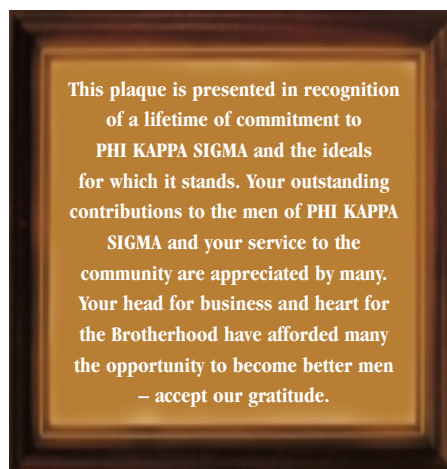 This plaque is presented in recognition
of a lifetime of commitment to
PHI KAPPA SIGMA and the ideals
for which it stands. Your outstanding
contributions to the men of PHI KAPPA
SIGMA and your service to the
community are appreciated by many.
Your head for business and heart for
the Brotherhood have afforded many
the opportunity to become better men
– accept our gratitude.